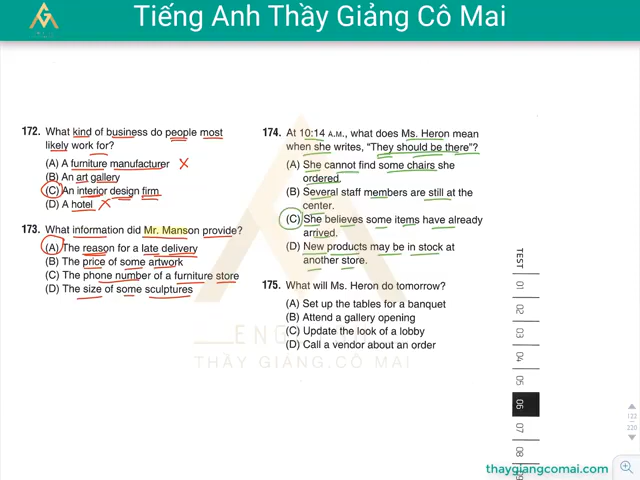 Tiếng Anh Thầy Giảng Cô Mai
172. What kind of business do people most
likely work for?
(A) A furniture manufacturer
(B) An art gallery
(C) An interior design firm
(D) A hotel
173. What information did Mr. Manson provide?
(A) The reason for a late delivery
(B) The price of some artwork
(C) The phone number of a furniture store
(D) The size of some sculptures
174. At 10:14 A.M., what does Ms. Heron mean
when she writes, "They should be there"?
(A) She cannot find some chairs she
ordered.
(B) Several staff members are still at the
center.
(C) She believes some items have already
arrived.
(D) New products may be in stock at
another store.
175. What will Ms. Heron do tomorrow?
(A) Set up the tables for a banquet
(B) Attend a gallery opening
(C) Update the look of a lobby
(D) Call a vendor about an order
THẦY GIẢNG.CÔ MAI
TEST
01
02
03
04
05
06
07
08
09
122
220
thaygiangcomai.com